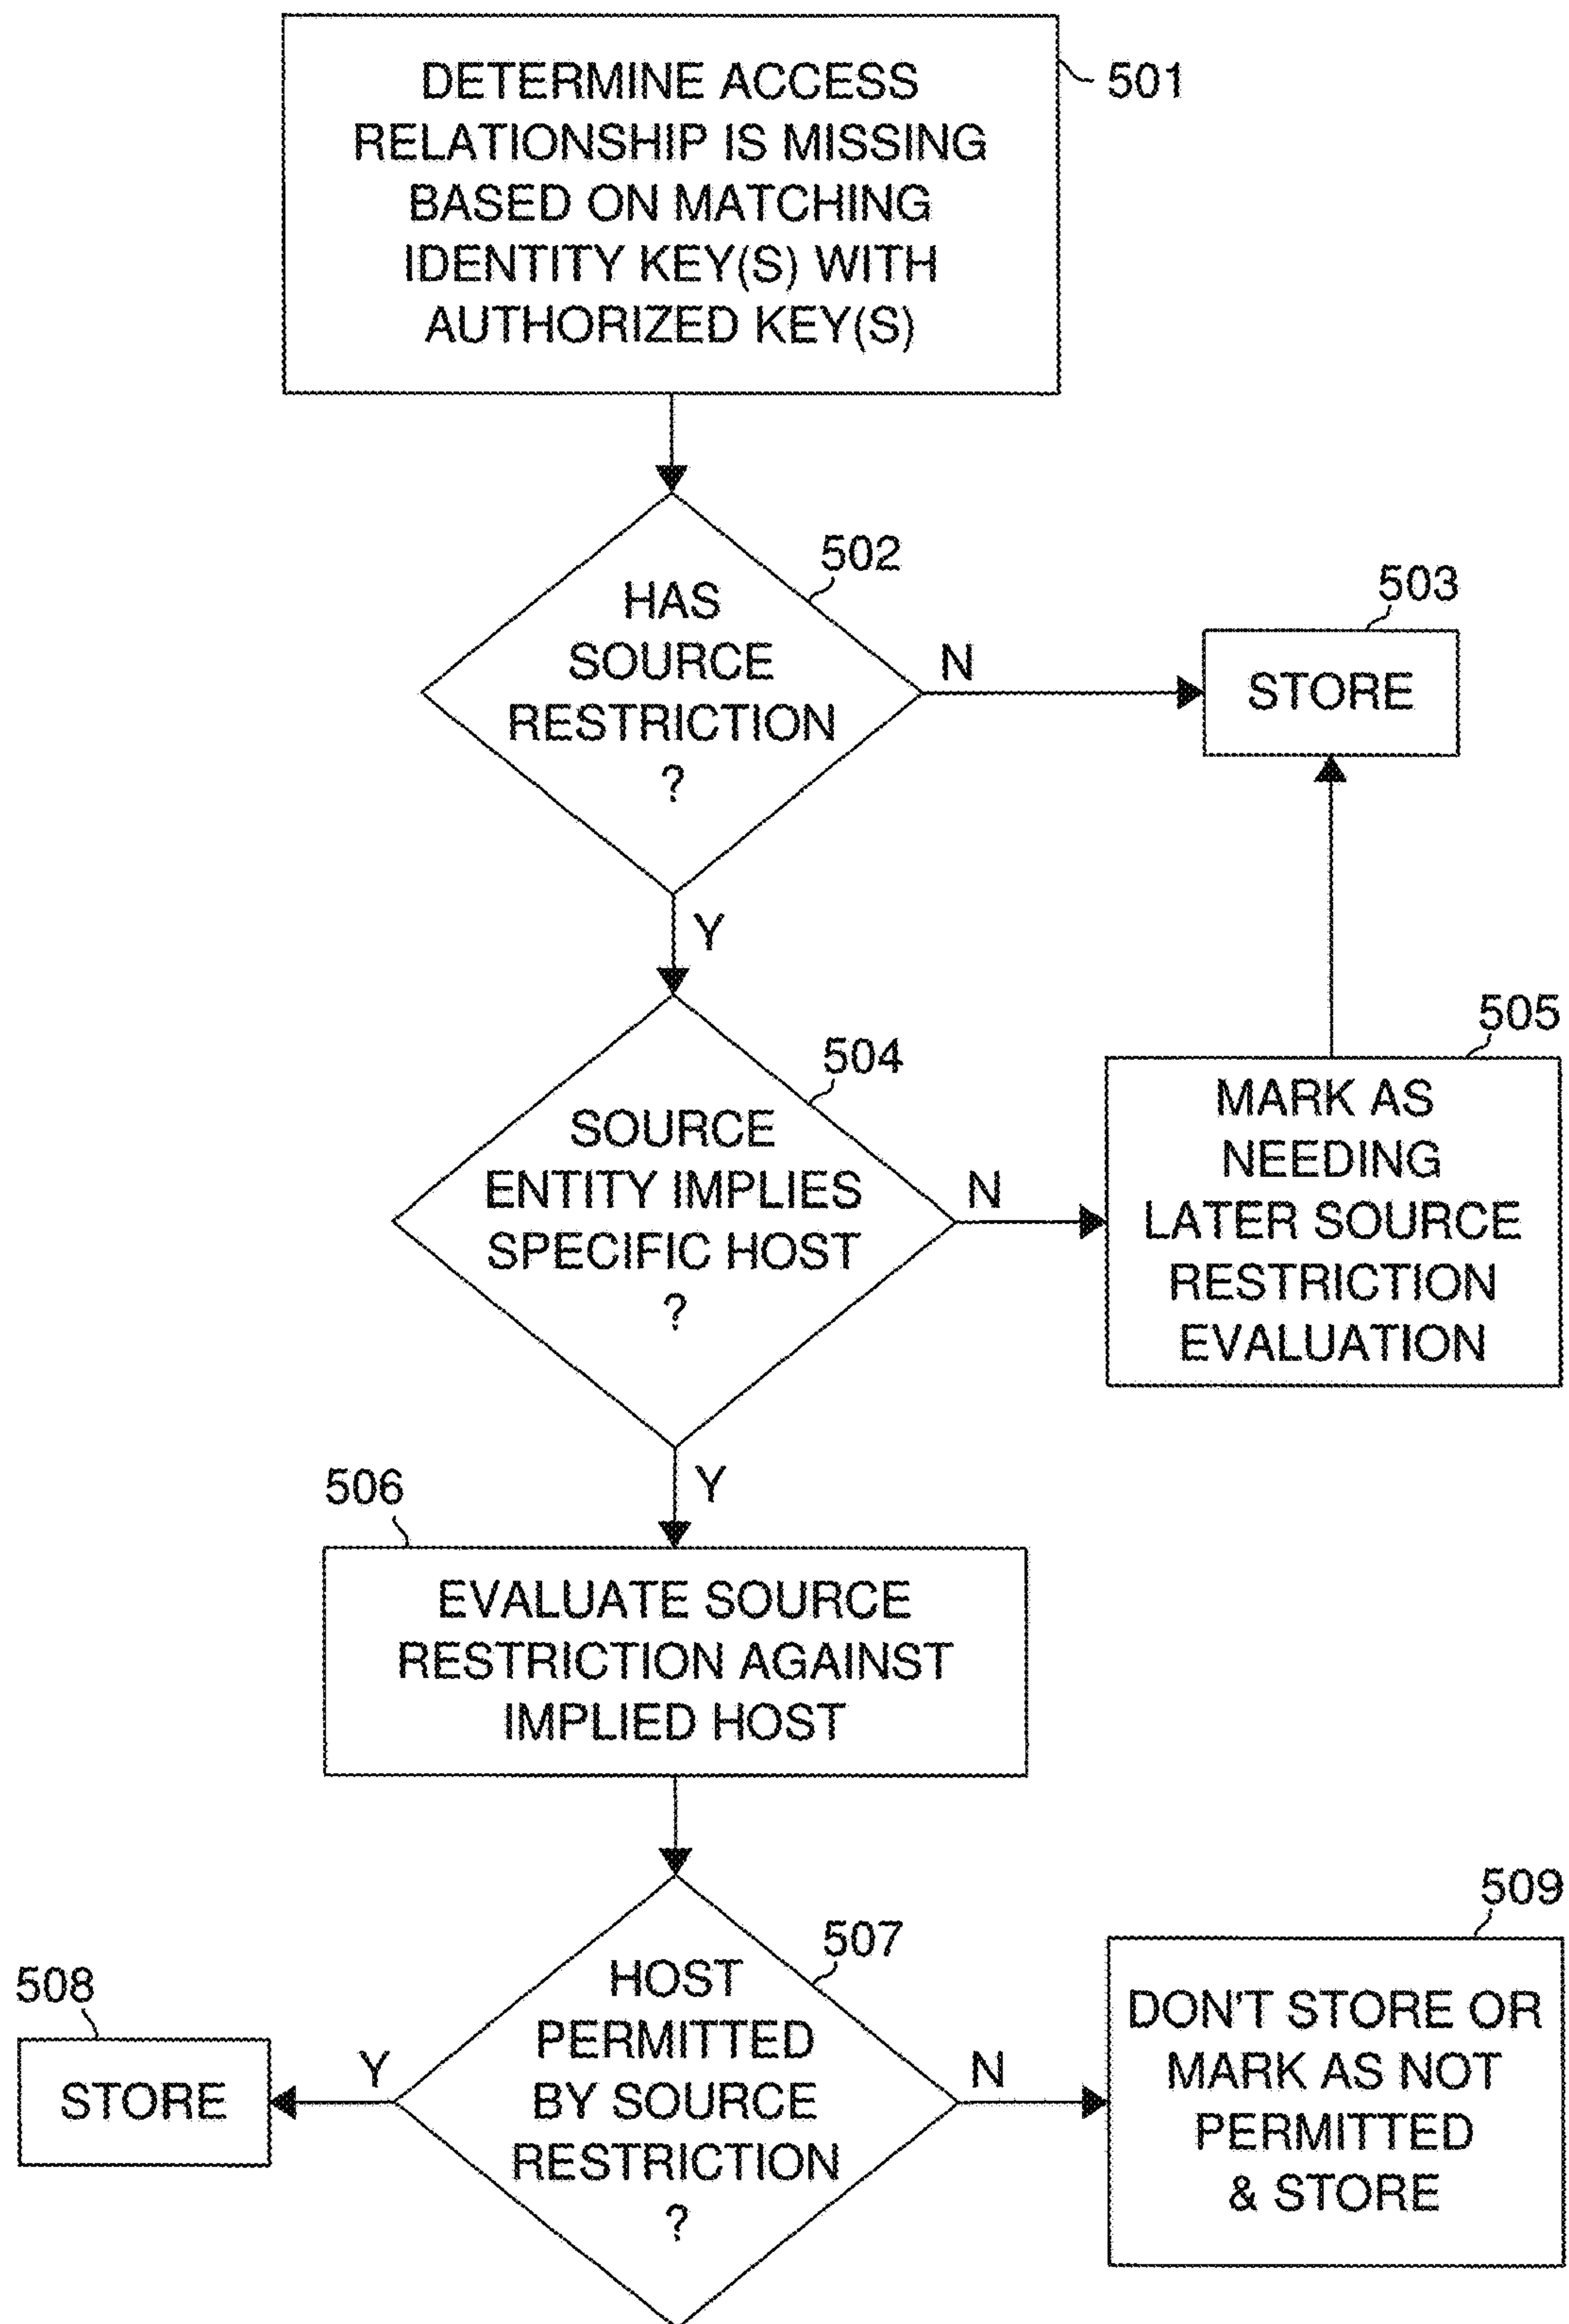 DETERMINE ACCESS
RELATIONSHIP IS MISSING
BASED ON MATCHING
IDENTITY KEY(S) WITH
AUTHORIZED KEY(S)
501
502
HAS
SOURCE
RESTRICTION
?
N
503
STORE
Y
504
SOURCE
ENTITY IMPLIES
SPECIFIC HOST
?
N
505
MARK AS
NEEDING
LATER SOURCE
RESTRICTION
EVALUATION
Y
506
EVALUATE SOURCE
RESTRICTION AGAINST
IMPLIED HOST
507
HOST
PERMITTED
BY SOURCE
RESTRICTION
?
Y
508
STORE
N
509
DON'T STORE OR
MARK AS NOT
PERMITTED
& STORE